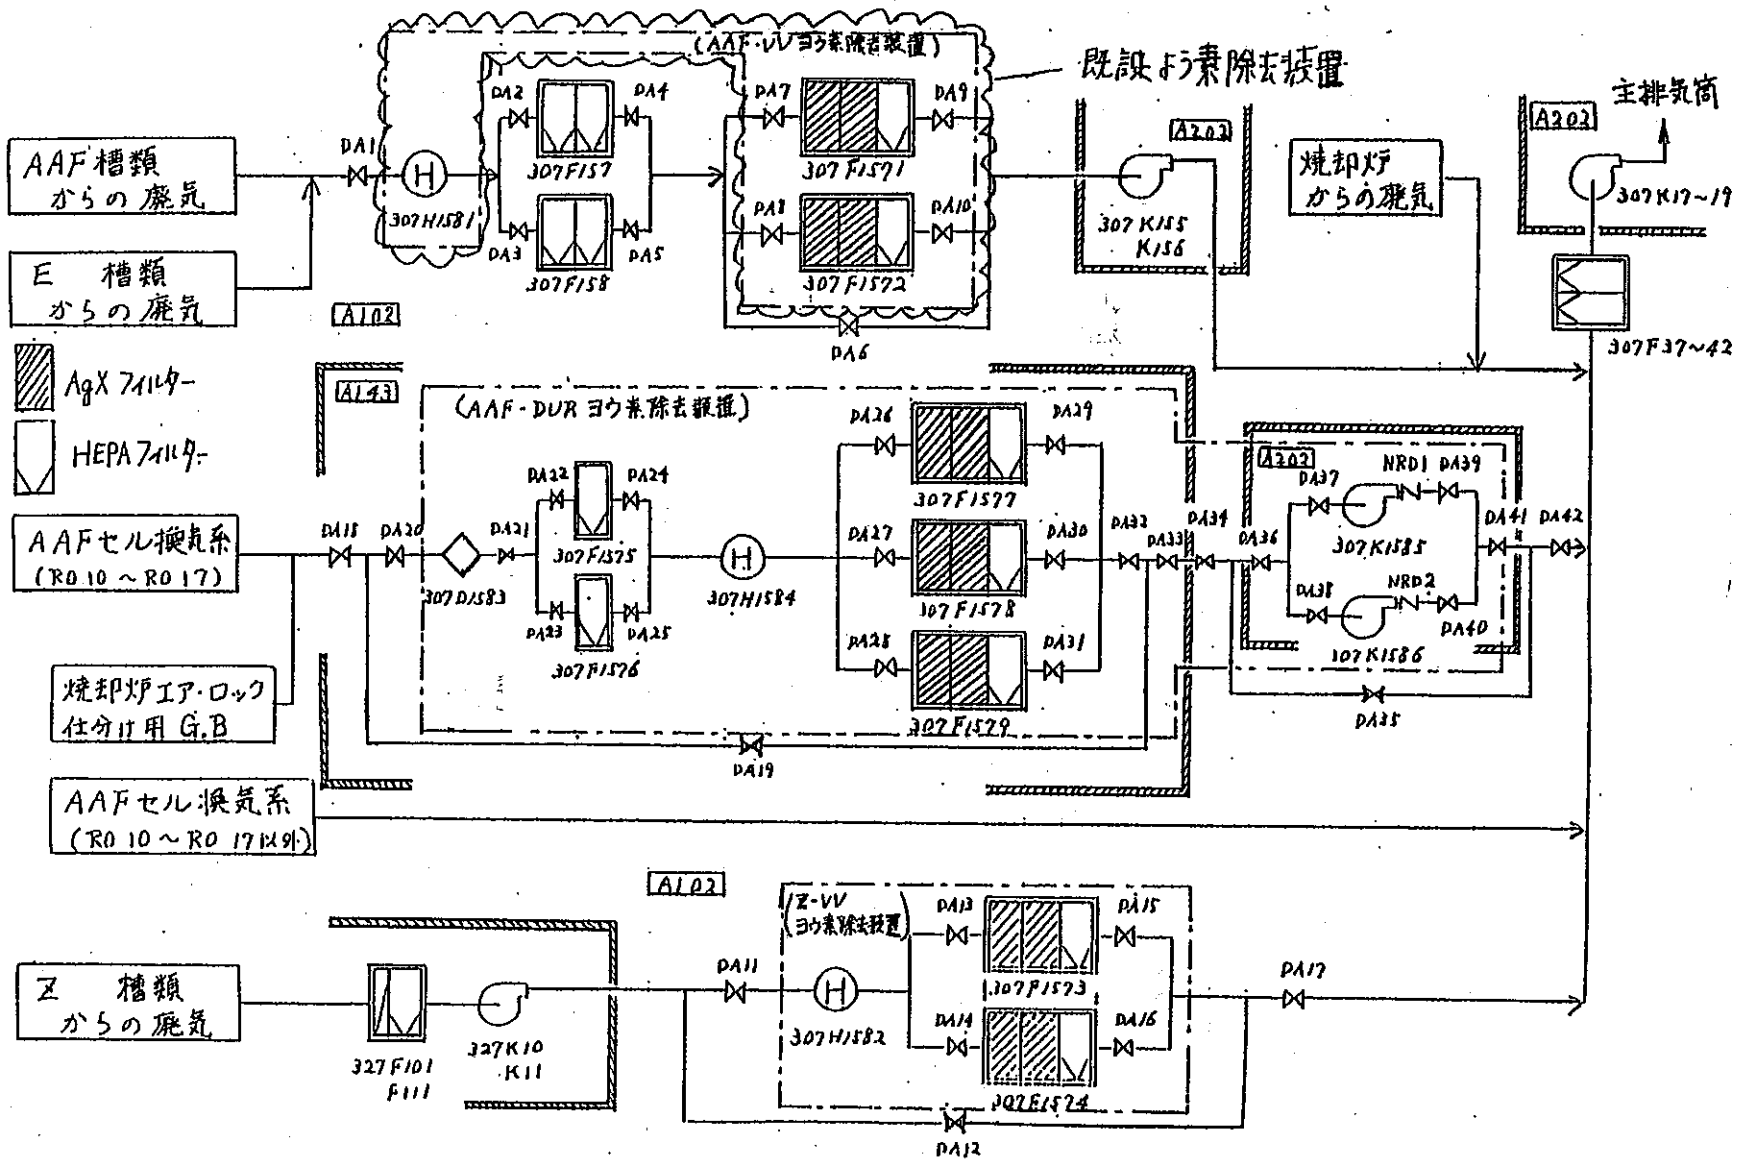 (AAF・VVヨウ素除去装置)
既設よう素除去装置
主排気筒
AAF槽類
からの廃気
DA1
307H1581
DA2
DA4
307F157
DA3
DA5
307F158
DA7
DA9
307F1571
DA8
DA10
307F1572
DA6
A202
307K155
K156
焼却炉
からの廃気
A202
307K17~19
307F37~42
E 槽類
からの廃気
A102
AgXフィルター
HEPAフィルター
A143
(AAF-DURヨウ素除去装置)
AAFセル換気系
(R010~R017)
DA18
DA20
307D1583
DA21
DA22
DA24
307F1575
DA23
DA25
307F1576
307H1584
DA26
DA29
307F1577
DA27
DA30
307F1578
DA28
DA31
307F1579
DA32
DA33
DA34
DA19
A202
DA36
DA37
NRD1
DA39
307K1585
DA38
NRD2
DA40
307K1586
DA41
DA42
DA35
焼却炉エア・ロック
仕分け用 G.B
AAFセル換気系
(R010~R017以外)
A102
Z 槽類
からの廃気
327F101
F111
327K10
K11
DA11
(Z-VV
ヨウ素除去装置)
307H1582
DA13
DA15
307F1573
DA14
DA16
307F1574
DA17
DA12